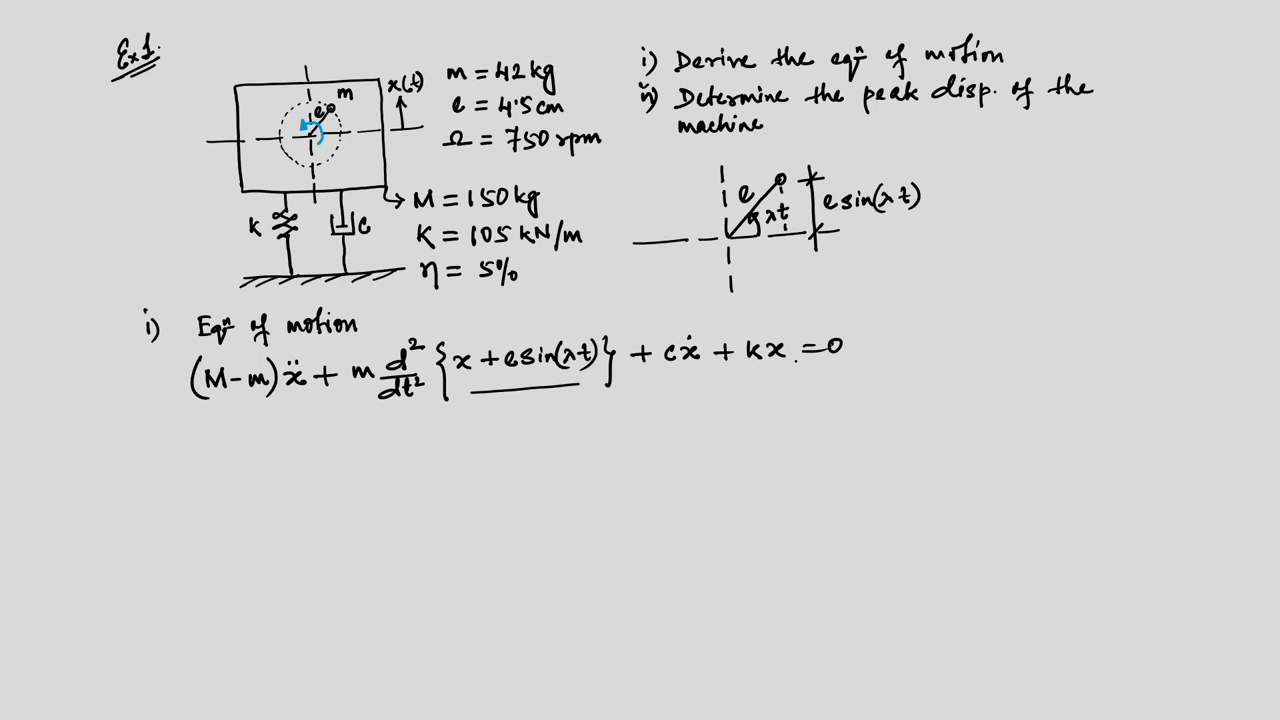 Ex1.
m
e
x(t)
k
c
m = 42 kg
e = 4.5 cm
Ω = 750 rpm
M = 150 kg
K = 105 kN/m
η = 5%
i) Derive the eqⁿ of motion
ii) Determine the peak disp. of the
machine
e
λt
e sin(λt)
i) Eqⁿ of motion
(M-m)ẍ + m d²/dt² {x + e sin(λt)} + cẋ + kx = 0